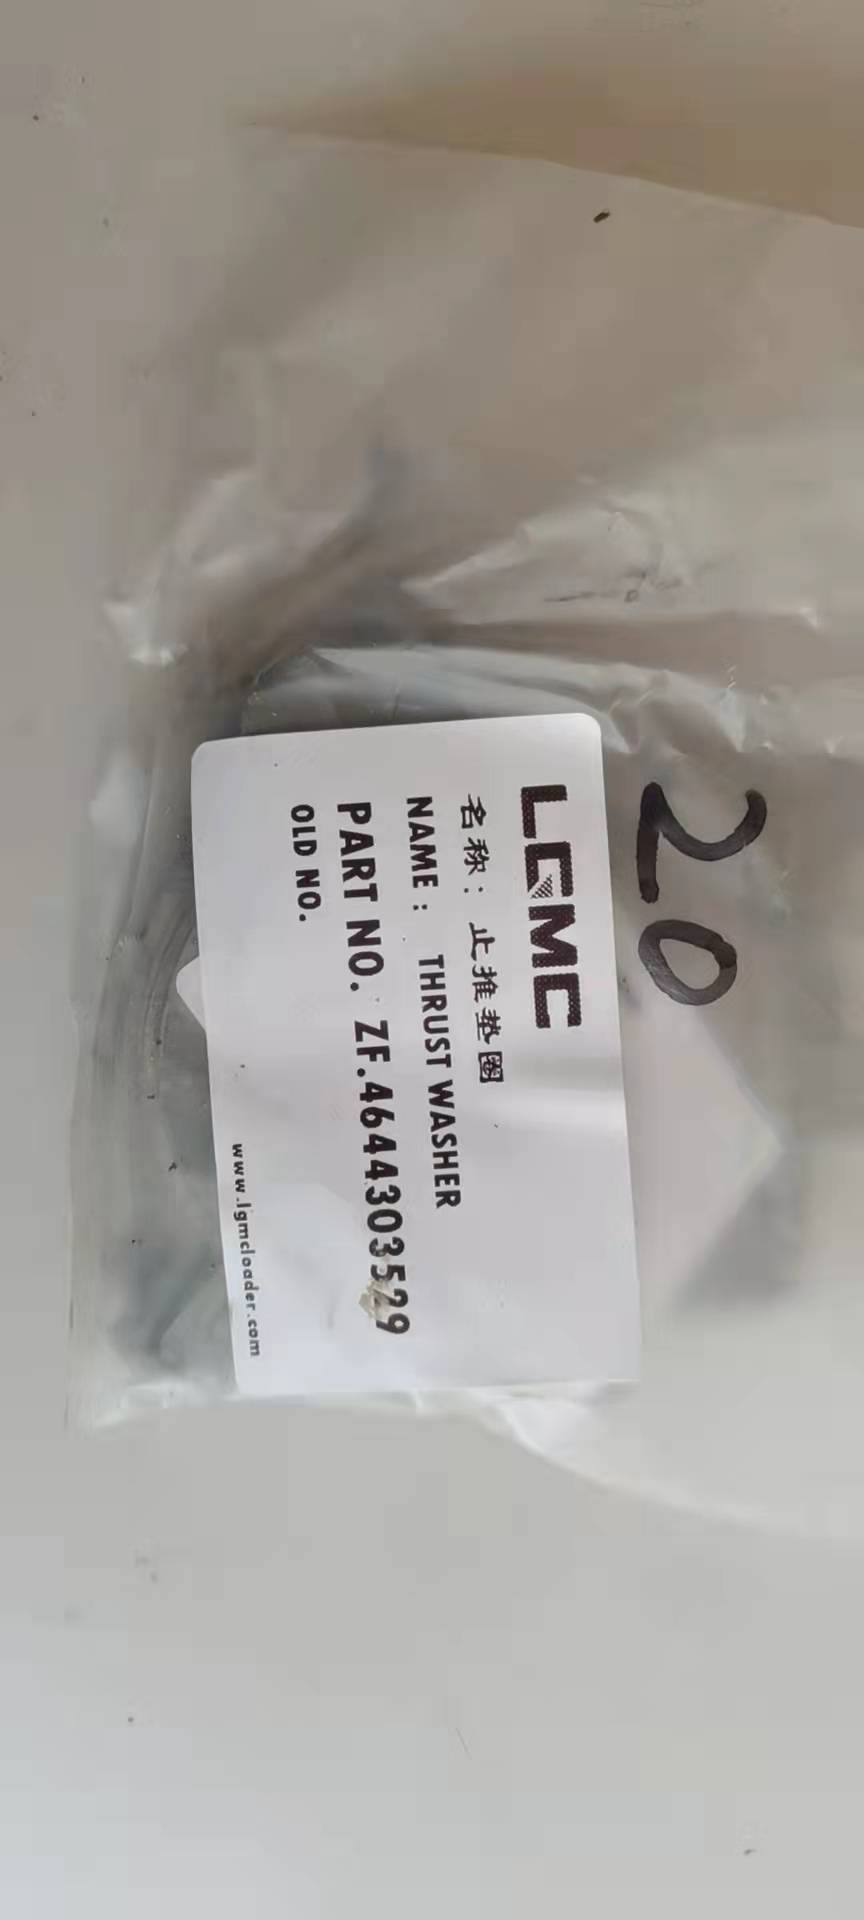 20
LGMC
名称: 止推垫圈
NAME: THRUST WASHER
PART NO. ZF.4644303529
OLD NO.
www.lgmcloader.com